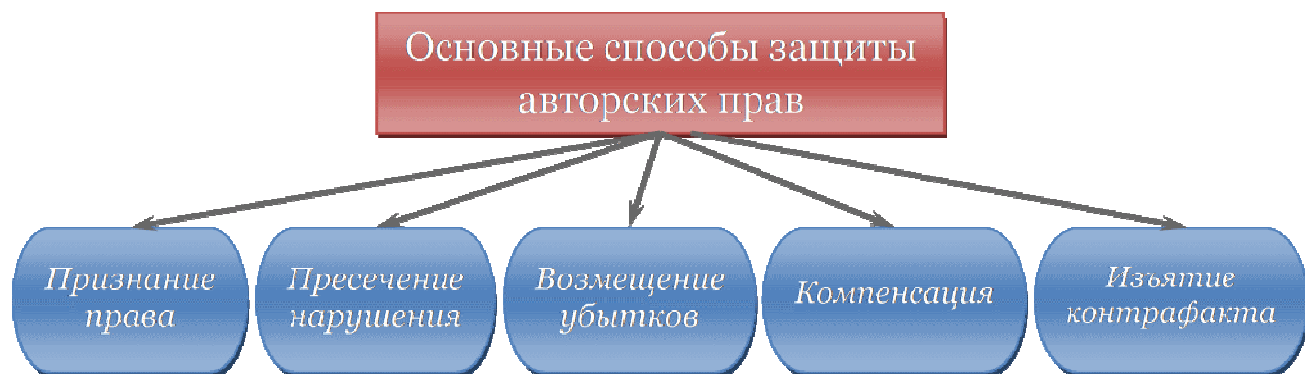 Основные способы защиты
авторских прав
Признание
права
Пресечение
нарушения
Возмещение
убытков
Компенсация
Изъятие
контрафакта